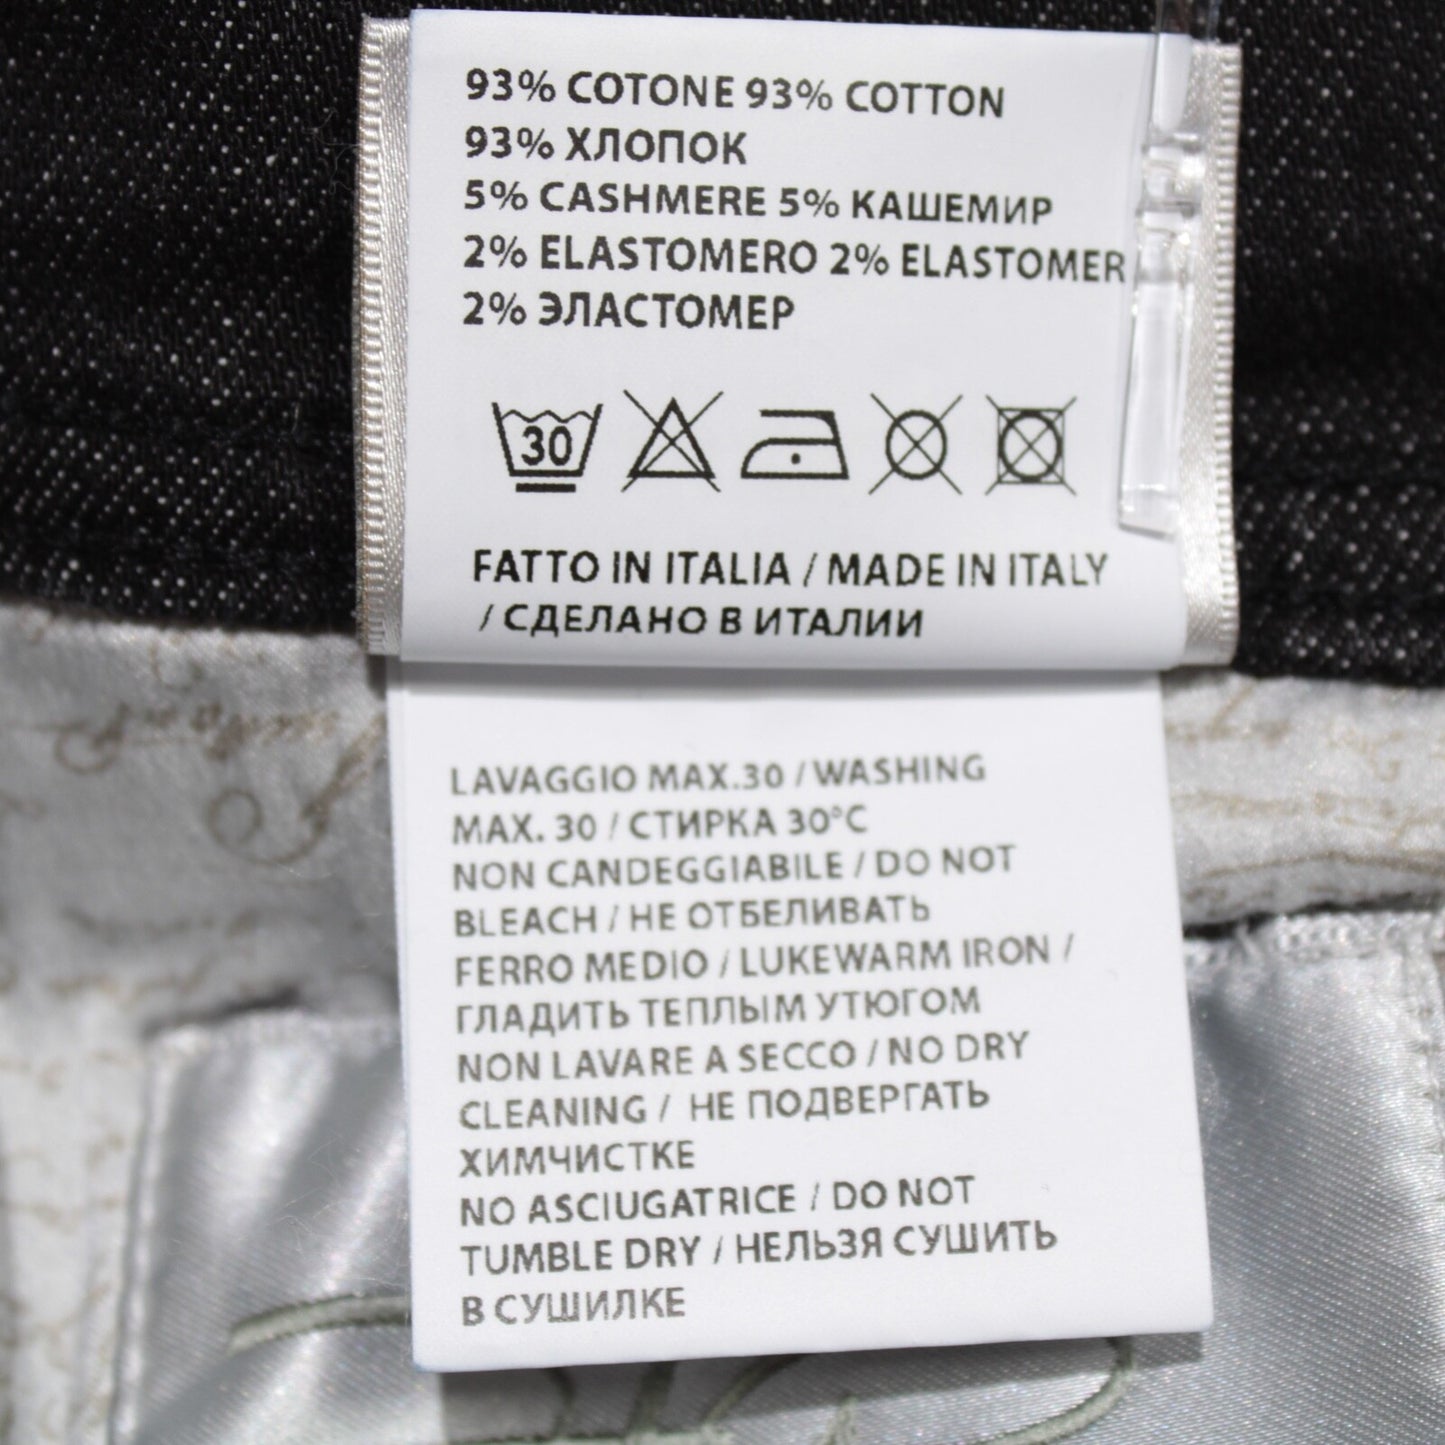 93% COTONE 93% COTTON
93% ХЛОПОК
5% CASHMERE 5% КАШЕМИР
2% ELASTOMERO 2% ELASTOMER
2% ЭЛАСТОМЕР
30
FATTO IN ITALIA / MADE IN ITALY
/ СДЕЛАНО В ИТАЛИИ
LAVAGGIO MAX.30 / WASHING
MAX. 30 / СТИРКА 30°C
NON CANDEGGIABILE / DO NOT
BLEACH / НЕ ОТБЕЛИВАТЬ
FERRO MEDIO / LUKEWARM IRON /
ГЛАДИТЬ ТЕПЛЫМ УТЮГОМ
NON LAVARE A SECCO / NO DRY
CLEANING / НЕ ПОДВЕРГАТЬ
ХИМЧИСТКЕ
NO ASCIUGATRICE / DO NOT
TUMBLE DRY / НЕЛЬЗЯ СУШИТЬ
В СУШИЛКЕ